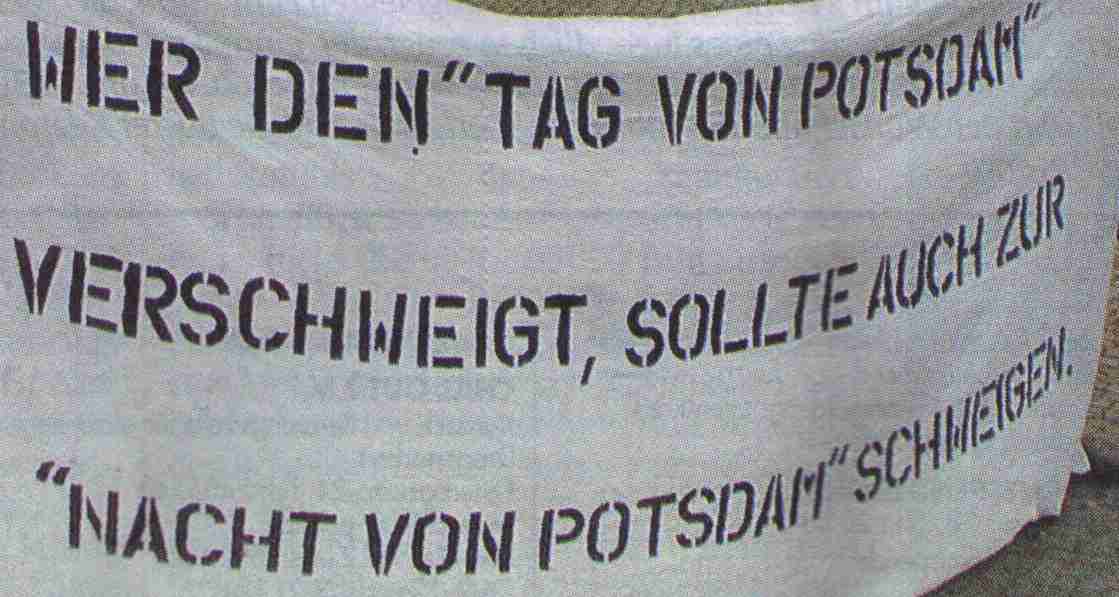 WER DEN "TAG VON POTSDAM"
VERSCHWEIGT, SOLLTE AUCH ZUR
"NACHT VON POTSDAM" SCHWEIGEN.